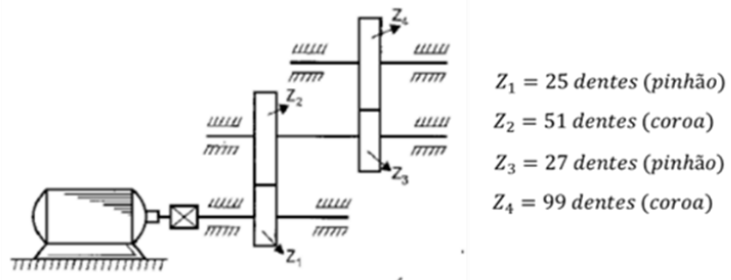 Z4
Z2
Z3
Z1
Z1 = 25 dentes (pinhão)
Z2 = 51 dentes (coroa)
Z3 = 27 dentes (pinhão)
Z4 = 99 dentes (coroa)